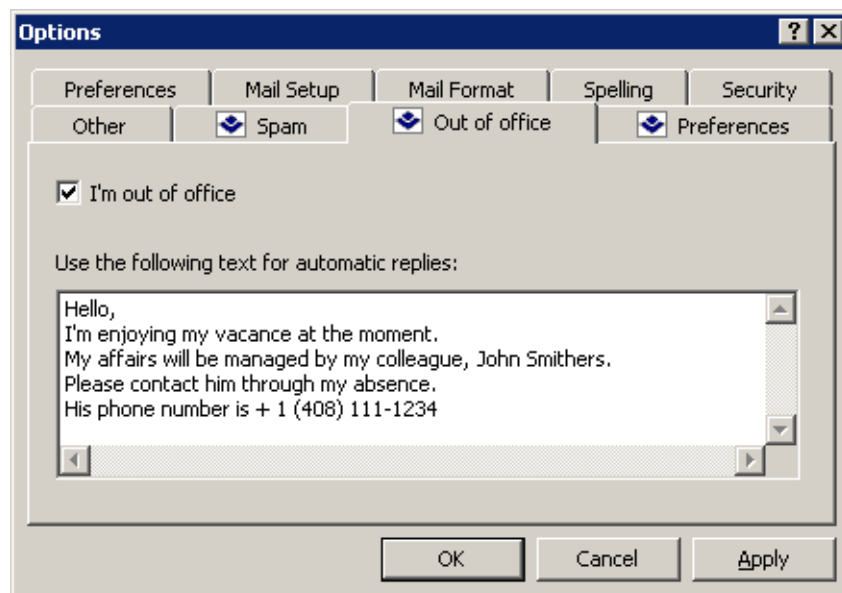 Options
Preferences Mail Setup Mail Format Spelling Security
Other Spam Out of office Preferences
I'm out of office
Use the following text for automatic replies:
Hello,
I'm enjoying my vacance at the moment.
My affairs will be managed by my colleague, John Smithers.
Please contact him through my absence.
His phone number is + 1 (408) 111-1234
OK Cancel Apply